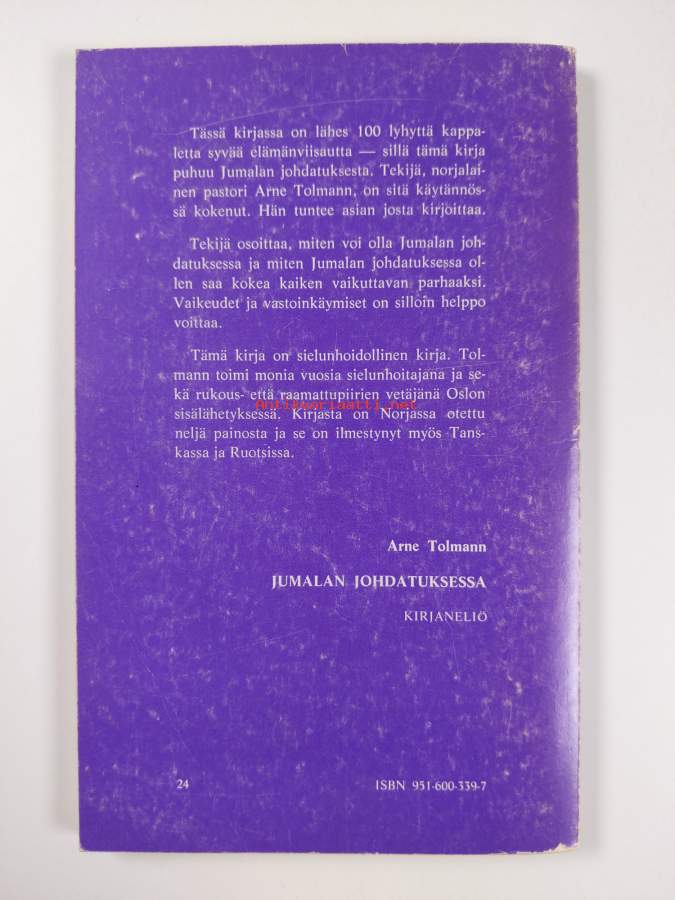 Tässä kirjassa on lähes 100 lyhyttä kappa-
letta syvää elämänviisautta — sillä tämä kirja
puhuu Jumalan johdatuksesta. Tekijä, norjalai-
nen pastori Arne Tolmann, on sitä käytännös-
sä kokenut. Hän tuntee asian josta kirjoittaa.
Tekijä osoittaa, miten voi olla Jumalan joh-
datuksessa ja miten Jumalan johdatuksessa ol-
len saa kokea kaiken vaikuttavan parhaaksi.
Vaikeudet ja vastoinkäymiset on silloin helppo
voittaa.
Tämä kirja on sielunhoidollinen kirja. Tol-
mann toimi monia vuosia sielunhoitajana ja se-
kä rukous- että raamattupiirien vetäjänä Oslon
Antikvariaatti.net
sisälähetyksessä. Kirjasta on Norjassa otettu
neljä painosta ja se on ilmestynyt myös Tans-
kassa ja Ruotsissa.
Arne Tolmann
JUMALAN JOHDATUKSESSA
KIRJANELIÖ
24
ISBN 951-600-339-7